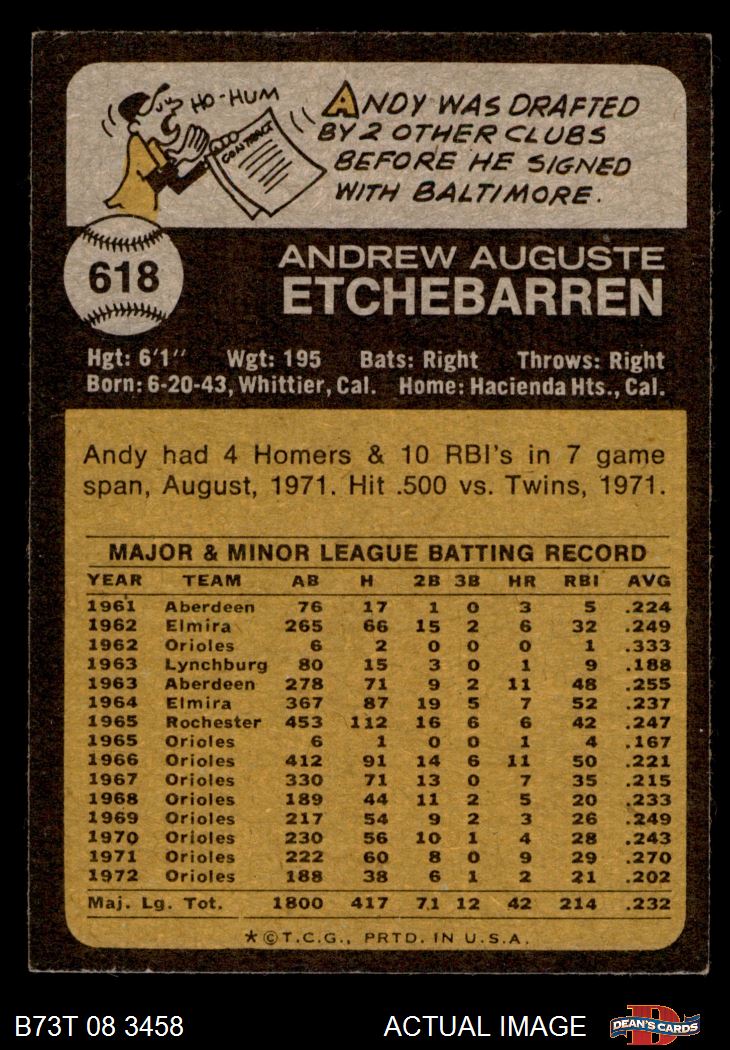 HO-HUM
CONTRACT
ANDY WAS DRAFTED
BY 2 OTHER CLUBS
BEFORE HE SIGNED
WITH BALTIMORE.
618
ANDREW AUGUSTE
ETCHEBARREN
Hgt: 6'1" Wgt: 195 Bats: Right Throws: Right
Born: 6-20-43, Whittier, Cal. Home: Hacienda Hts., Cal.
Andy had 4 Homers & 10 RBI's in 7 game
span, August, 1971. Hit .500 vs. Twins, 1971.
MAJOR & MINOR LEAGUE BATTING RECORD
YEAR TEAM AB H 2B 3B HR RBI AVG
1961 Aberdeen 76 17 1 0 3 5 .224
1962 Elmira 265 66 15 2 6 32 .249
1962 Orioles 6 2 0 0 0 1 .333
1963 Lynchburg 80 15 3 0 1 9 .188
1963 Aberdeen 278 71 9 2 11 48 .255
1964 Elmira 367 87 19 5 7 52 .237
1965 Rochester 453 112 16 6 6 42 .247
1965 Orioles 6 1 0 0 1 4 .167
1966 Orioles 412 91 14 6 11 50 .221
1967 Orioles 330 71 13 0 7 35 .215
1968 Orioles 189 44 11 2 5 20 .233
1969 Orioles 217 54 9 2 3 26 .249
1970 Orioles 230 56 10 1 4 28 .243
1971 Orioles 222 60 8 0 9 29 .270
1972 Orioles 188 38 6 1 2 21 .202
Maj. Lg. Tot. 1800 417 71 12 42 214 .232
*©T.C.G., PRTD. IN U.S.A.
B73T 08 3458 ACTUAL IMAGE DEAN'S CARDS